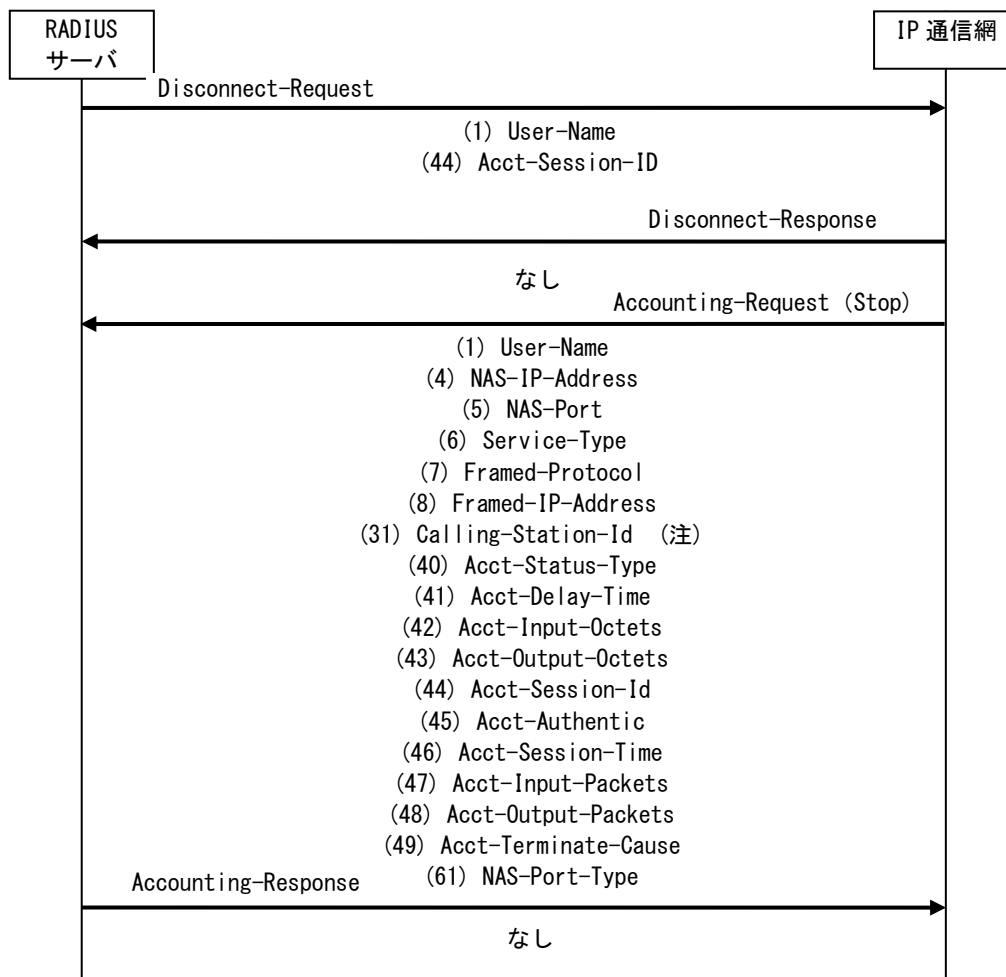 RADIUS
サーバ
IP 通信網
Disconnect-Request
(1) User-Name
(44) Acct-Session-ID
Disconnect-Response
なし
Accounting-Request (Stop)
(1) User-Name
(4) NAS-IP-Address
(5) NAS-Port
(6) Service-Type
(7) Framed-Protocol
(8) Framed-IP-Address
(31) Calling-Station-Id （注）
(40) Acct-Status-Type
(41) Acct-Delay-Time
(42) Acct-Input-Octets
(43) Acct-Output-Octets
(44) Acct-Session-Id
(45) Acct-Authentic
(46) Acct-Session-Time
(47) Acct-Input-Packets
(48) Acct-Output-Packets
(49) Acct-Terminate-Cause
(61) NAS-Port-Type
Accounting-Response
なし